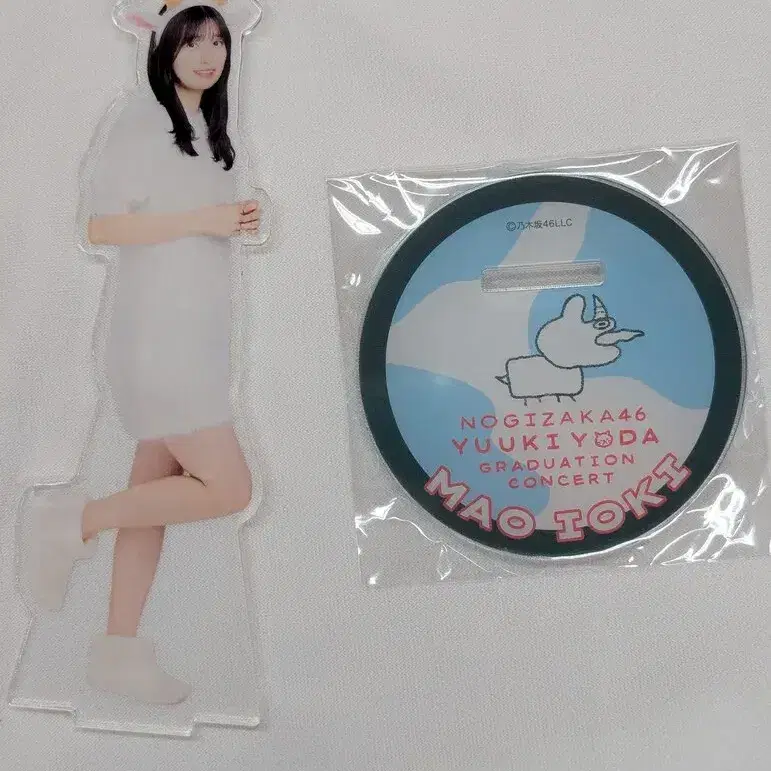 ©乃木坂46LLC
NOGIZAKA46
YUUKI YODA
GRADUATION
CONCERT
MAO IOKI